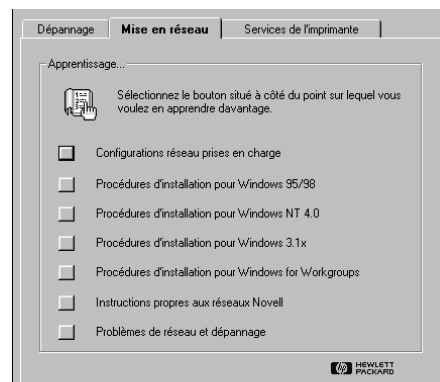 Dépannage
Mise en réseau
Services de l'imprimante
Apprentissage...
Sélectionnez le bouton situé à côté du point sur lequel vous
voulez en apprendre davantage.
Configurations réseau prises en charge
Procédures d'installation pour Windows 95/98
Procédures d'installation pour Windows NT 4.0
Procédures d'installation pour Windows 3.1x
Procédures d'installation pour Windows for Workgroups
Instructions propres aux réseaux Novell
Problèmes de réseau et dépannage
hp HEWLETT
PACKARD